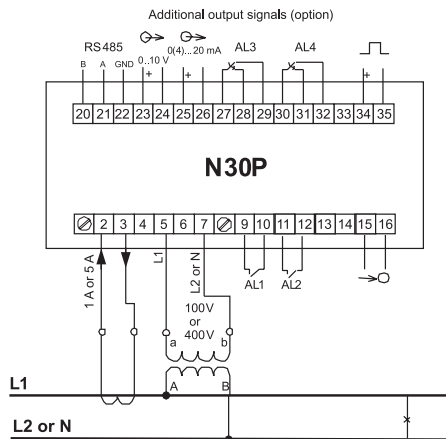 Additional output signals (option)
RS 485
0(4)...20 mA
AL3
AL4
B A GND
0..10 V
+ + +
20 21 22 23 24 25 26 27 28 29 30 31 32 33 34 35
N30P
2 3 4 5 6 7 9 10 11 12 13 14 15 16
1 A or 5 A
L1
L2 or N
AL1
AL2
100V
or
400V
a b
A B
L1
L2 or N